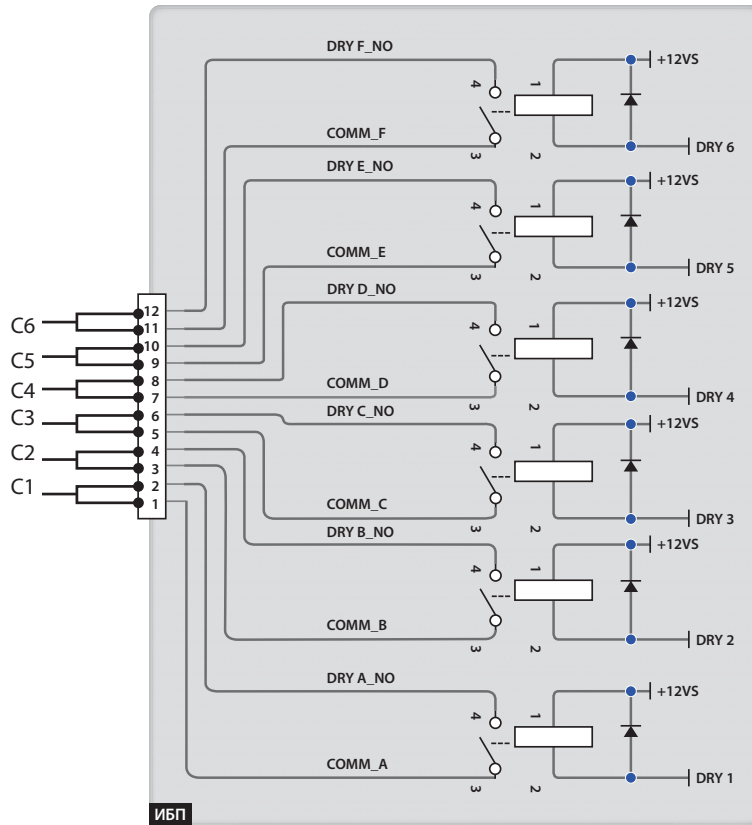 DRY F_NO
4
1
+12VS
COMM_F
3
2
DRY 6
DRY E_NO
4
1
+12VS
COMM_E
3
2
DRY 5
DRY D_NO
4
1
+12VS
COMM_D
3
2
DRY 4
DRY C_NO
4
1
+12VS
COMM_C
3
2
DRY 3
DRY B_NO
4
1
+12VS
COMM_B
3
2
DRY 2
DRY A_NO
4
1
+12VS
COMM_A
3
2
DRY 1
C6
C5
C4
C3
C2
C1
12
11
10
9
8
7
6
5
4
3
2
1
ИБП